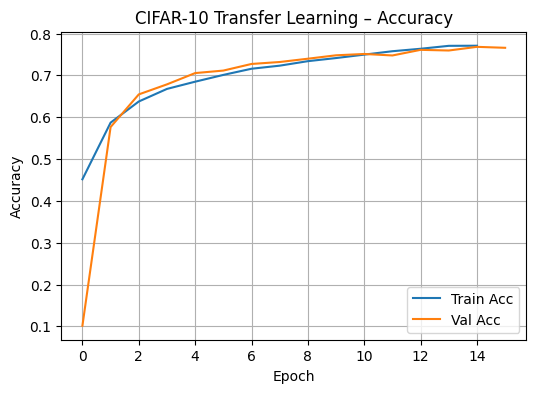 CIFAR-10 Transfer Learning – Accuracy
0.8
0.7
0.6
0.5
0.4
0.3
0.2
0.1
Accuracy
0 2 4 6 8 10 12 14
Epoch
Train Acc
Val Acc